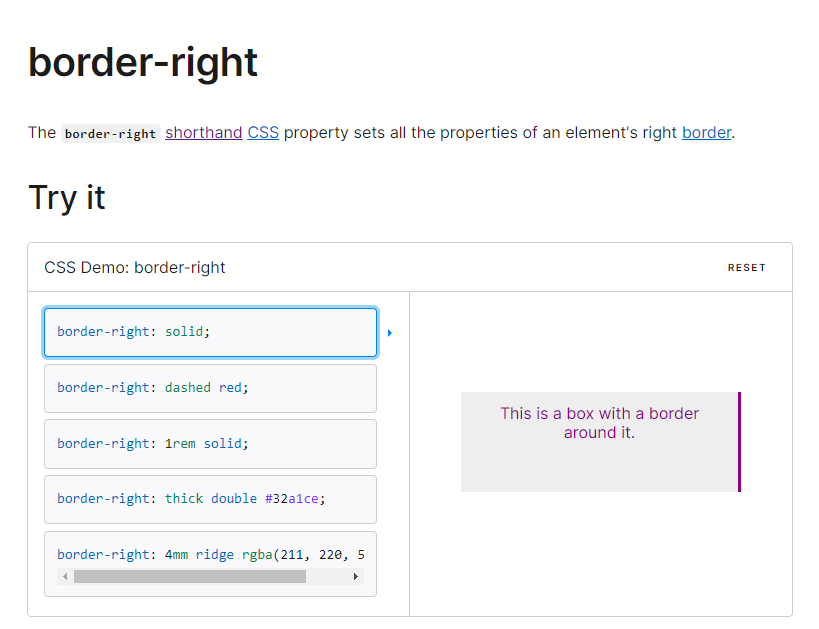 border-right
The border-right shorthand CSS property sets all the properties of an element's right border.
Try it
CSS Demo: border-right
RESET
border-right: solid;
border-right: dashed red;
border-right: 1rem solid;
border-right: thick double #32a1ce;
border-right: 4mm ridge rgba(211, 220, 5
This is a box with a border
around it.